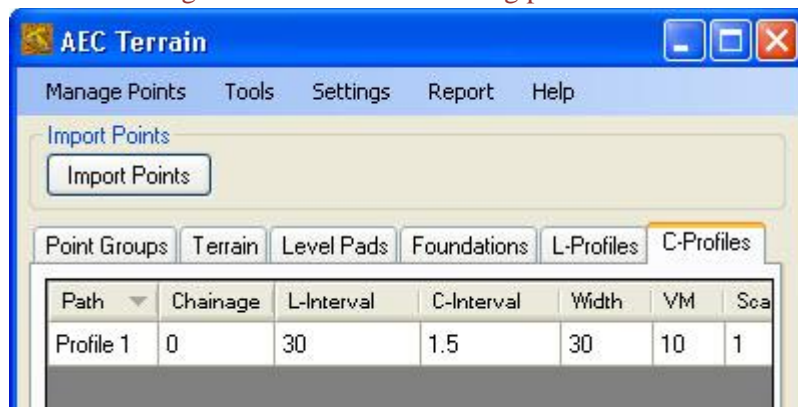 AEC Terrain
Manage Points Tools Settings Report Help
Import Points
Import Points
Point Groups Terrain Level Pads Foundations L-Profiles C-Profiles
Path Chainage L-Interval C-Interval Width VM Sca
Profile 1 0 30 1.5 30 10 1